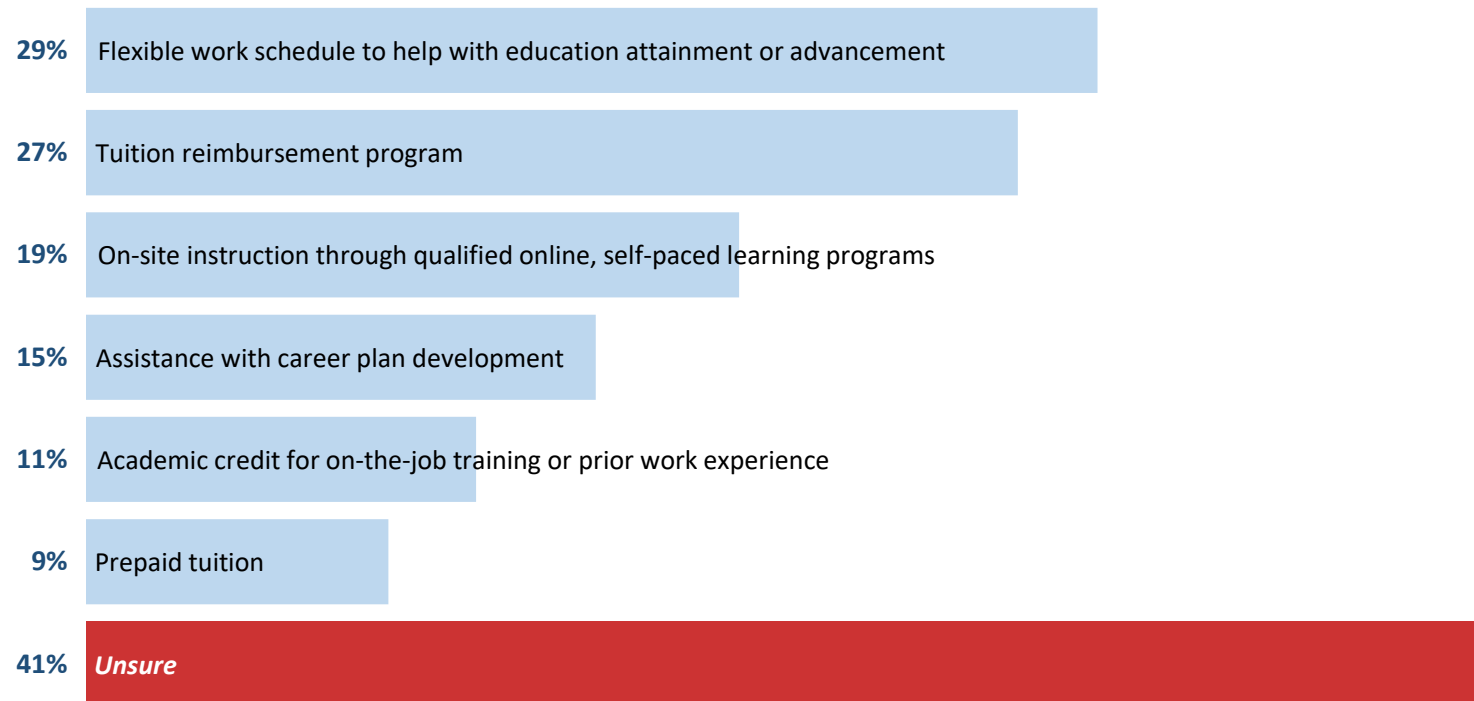 29% Flexible work schedule to help with education attainment or advancement
27% Tuition reimbursement program
19% On-site instruction through qualified online, self-paced learning programs
15% Assistance with career plan development
11% Academic credit for on-the-job training or prior work experience
9% Prepaid tuition
41% Unsure